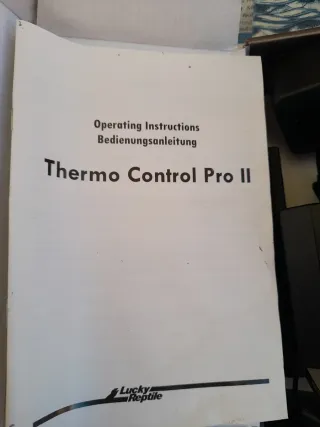 Operating Instructions
Bedienungsanleitung
Thermo Control Pro II
Lucky
Reptile